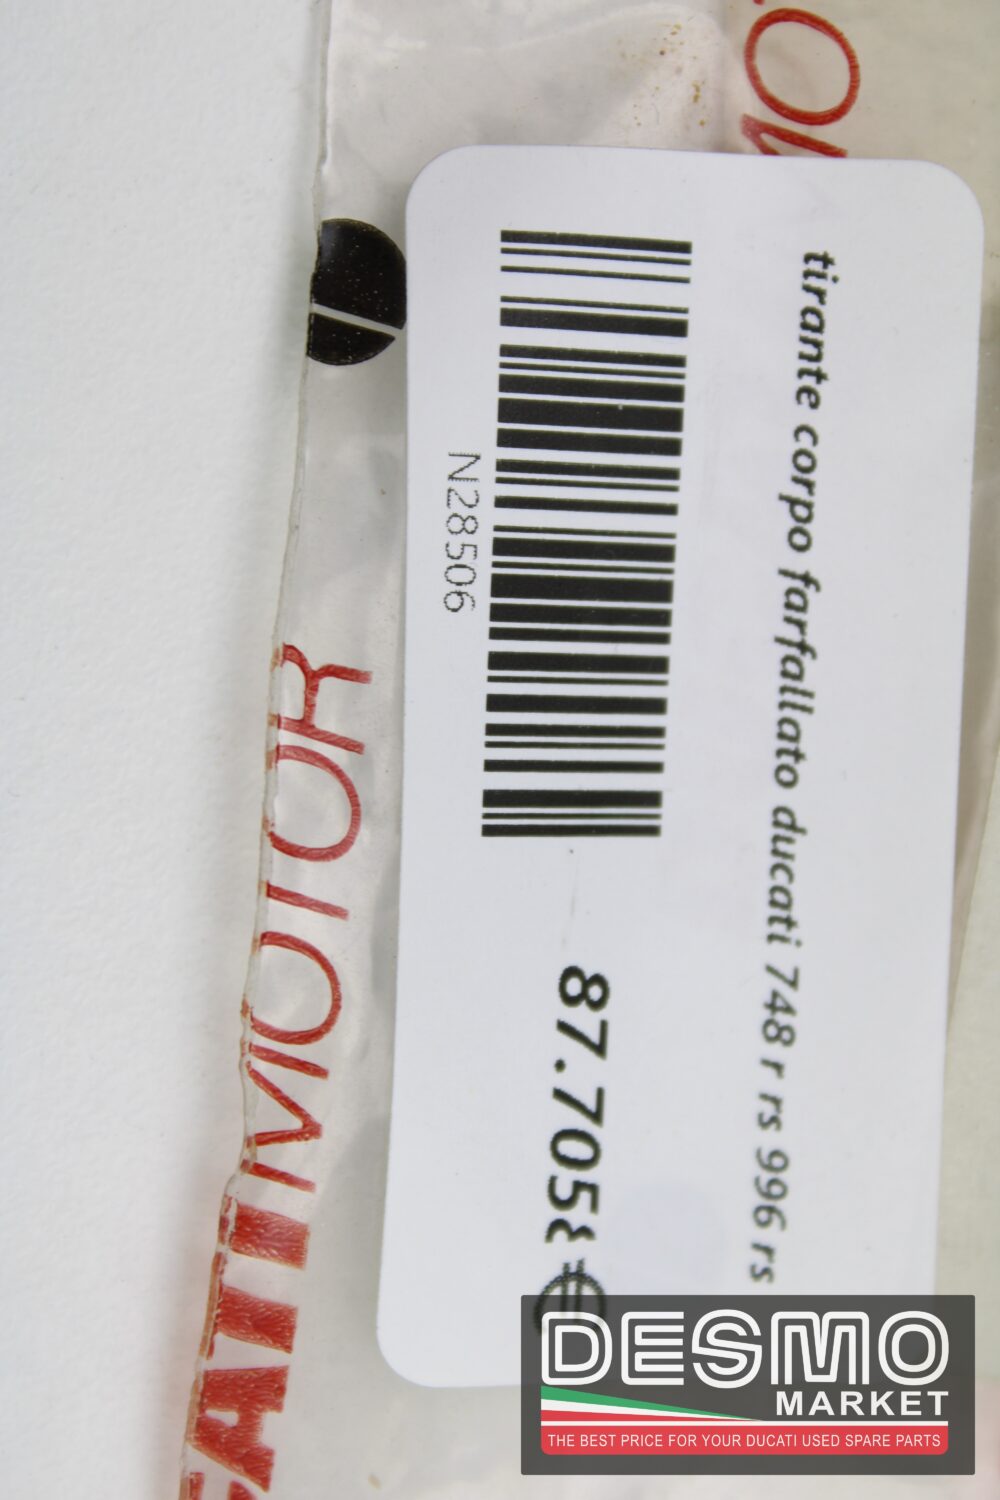 tirante corpo farfallato ducati 748 r rs 996 rs
N28506
87.705 €
MOTOR
DESMO
MARKET
THE BEST PRICE FOR YOUR DUCATI USED SPARE PARTS